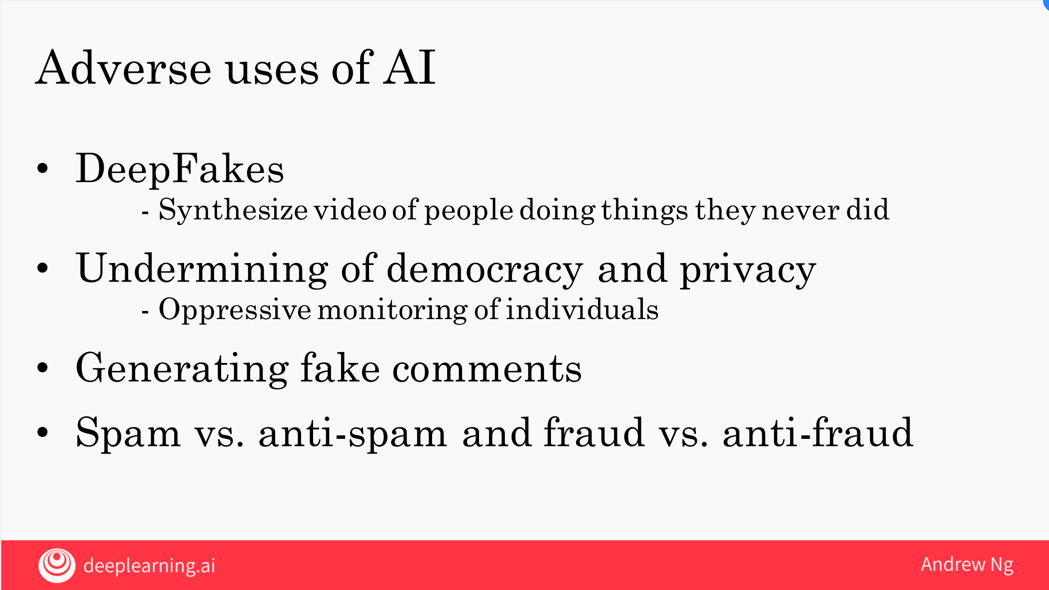 Adverse uses of AI
• DeepFakes
- Synthesize video of people doing things they never did
• Undermining of democracy and privacy
- Oppressive monitoring of individuals
• Generating fake comments
• Spam vs. anti-spam and fraud vs. anti-fraud
deeplearning.ai
Andrew Ng